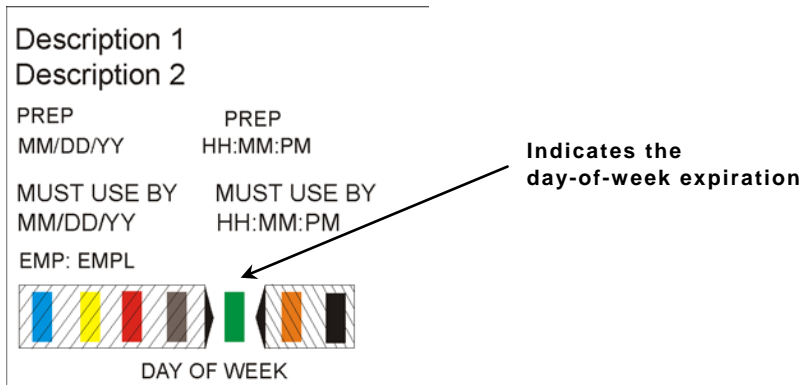 Description 1
Description 2
PREP PREP
MM/DD/YY HH:MM:PM
MUST USE BY MUST USE BY
MM/DD/YY HH:MM:PM
EMP: EMPL
DAY OF WEEK
Indicates the
day-of-week expiration